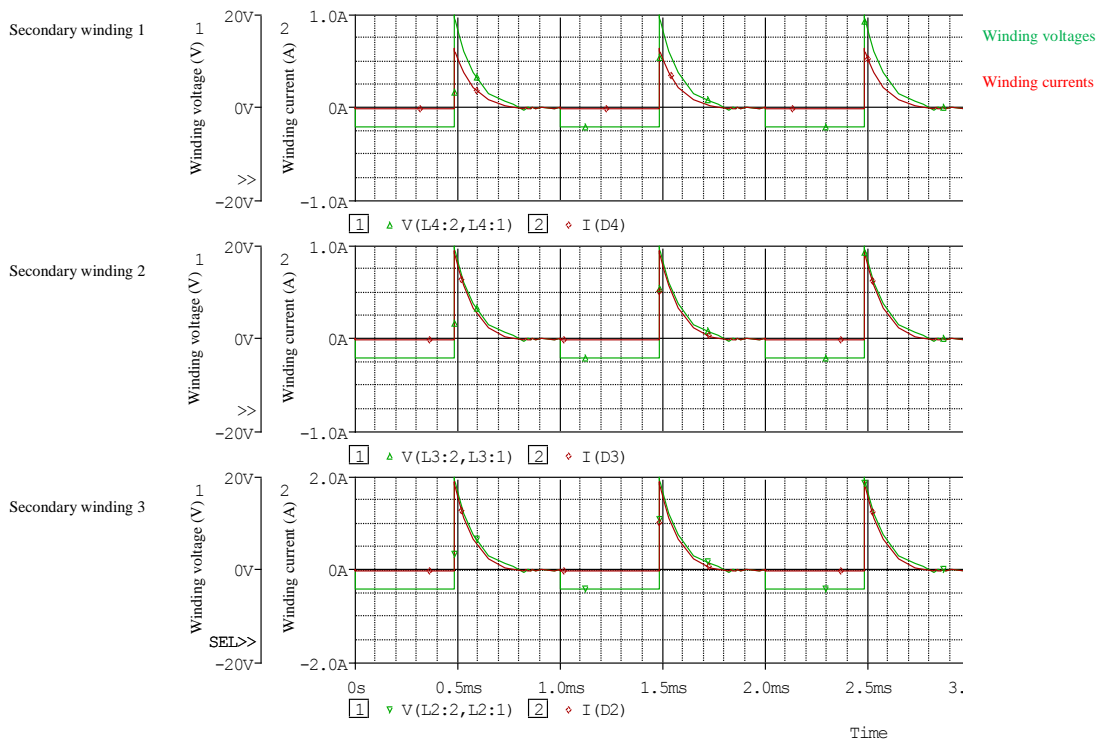 Secondary winding 1
1
20V
2
1.0A
Winding voltage (V)
Winding current (A)
0V
0A
>>
-20V
-1.0A
1 V(L4:2,L4:1) 2 I(D4)
Winding voltages
Winding currents
Secondary winding 2
1
20V
2
1.0A
Winding voltage (V)
Winding current (A)
0V
0A
>>
-20V
-1.0A
1 V(L3:2,L3:1) 2 I(D3)
Secondary winding 3
1
20V
2
2.0A
Winding voltage (V)
Winding current (A)
0V
0A
SEL>>
-20V
-2.0A
0s 0.5ms 1.0ms 1.5ms 2.0ms 2.5ms 3.
1 V(L2:2,L2:1) 2 I(D2)
Time